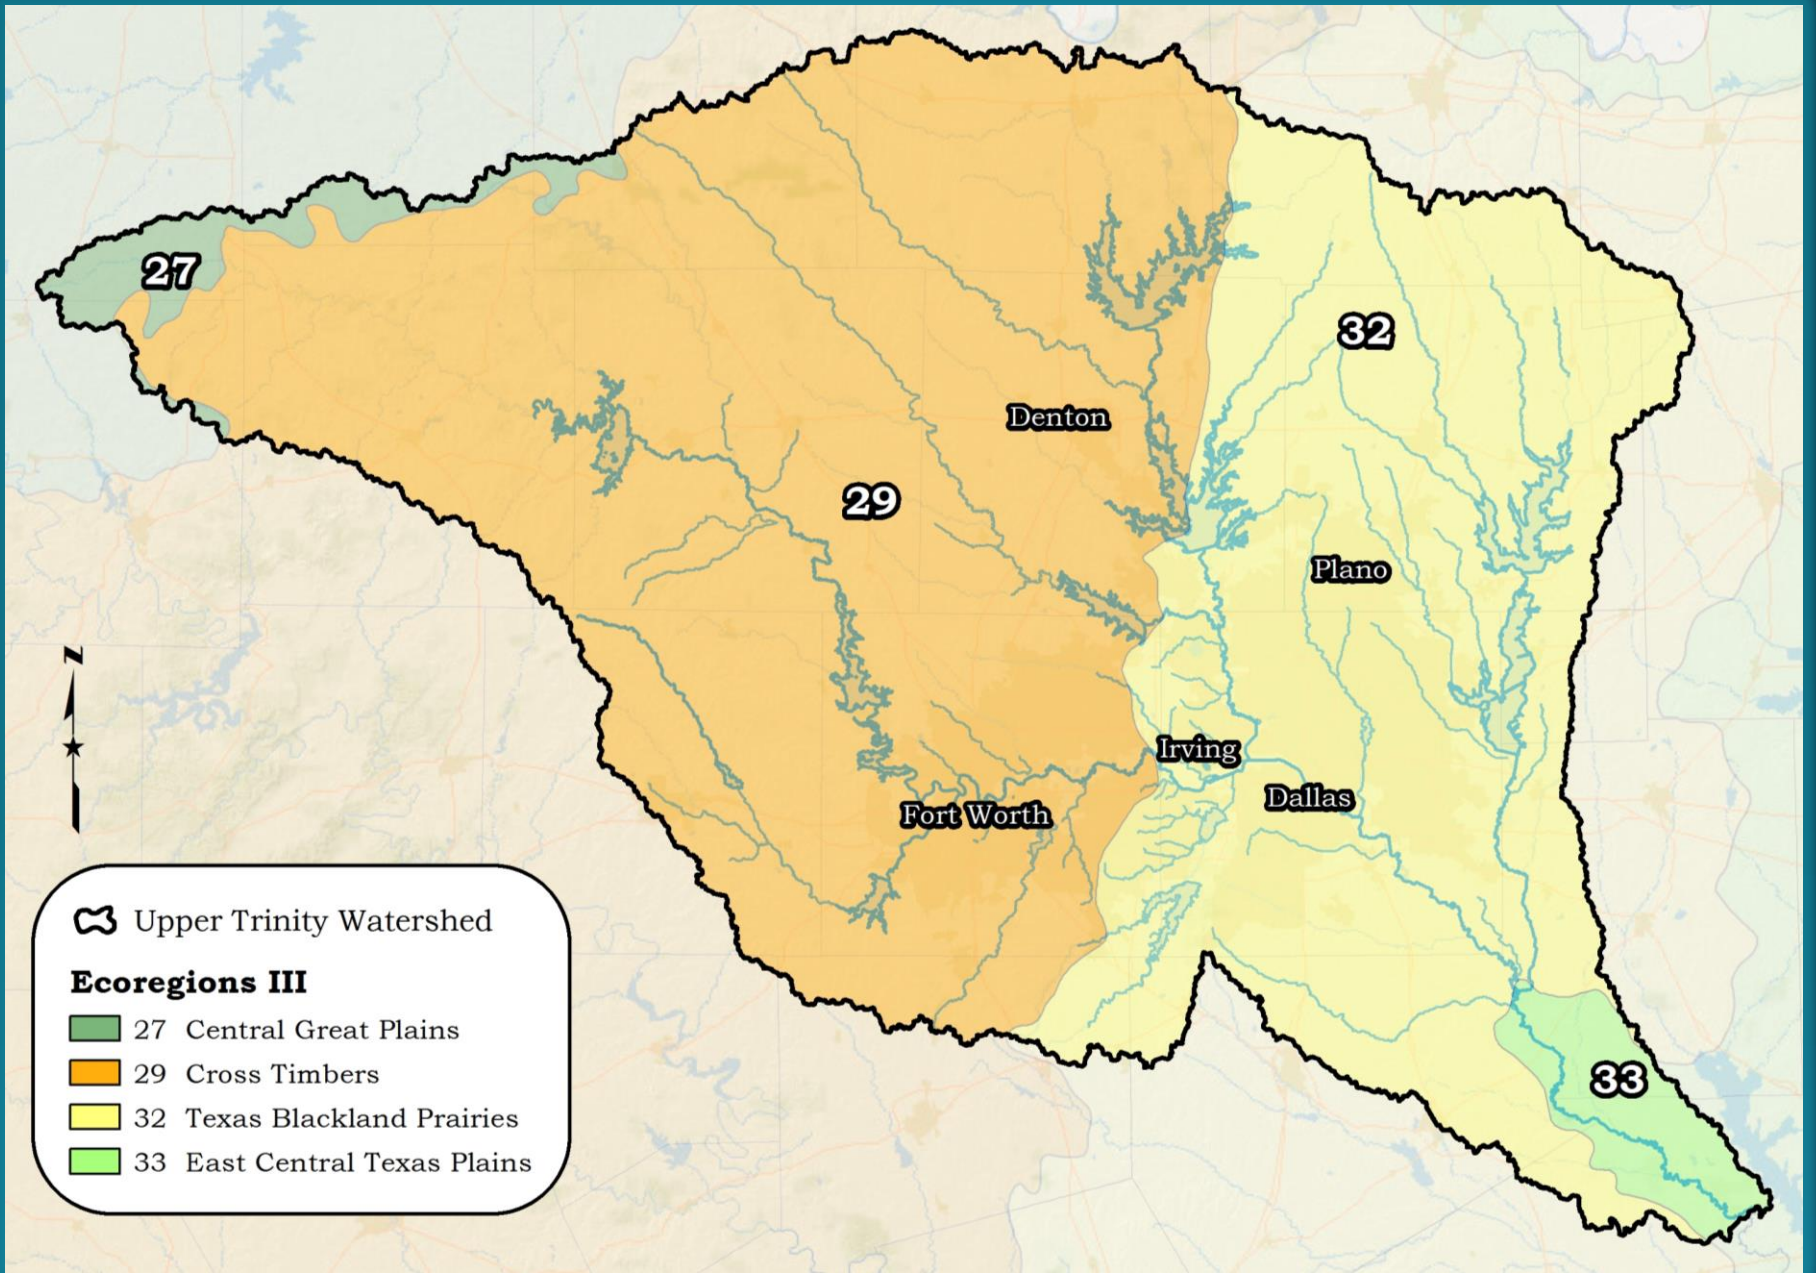 27
32
Denton
29
Plano
Irving
Dallas
Fort Worth
33
N
Upper Trinity Watershed
Ecoregions III
27 Central Great Plains
29 Cross Timbers
32 Texas Blackland Prairies
33 East Central Texas Plains